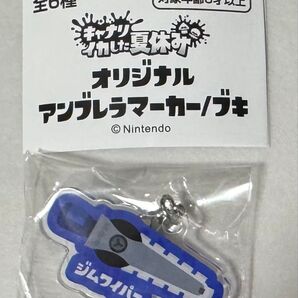 全6種
対象年齢6才以上
キャナリ
イカした夏休み
オリジナル
アンブレラマーカー/ブキ
©Nintendo
ジムワイパー